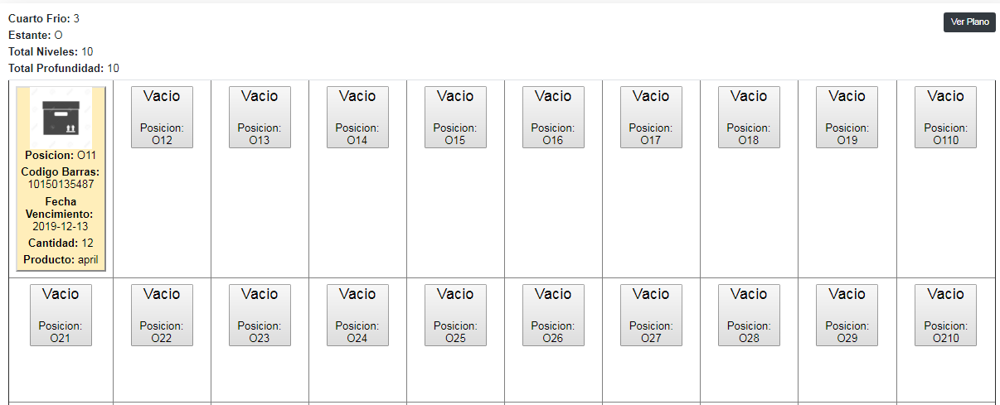 Cuarto Frio: 3
Ver Plano
Estante: O
Total Niveles: 10
Total Profundidad: 10
Posicion: O11
Codigo Barras:
10150135487
Fecha
Vencimiento:
2019-12-13
Cantidad: 12
Producto: april
Vacio
Posicion:
O12
Vacio
Posicion:
O13
Vacio
Posicion:
O14
Vacio
Posicion:
O15
Vacio
Posicion:
O16
Vacio
Posicion:
O17
Vacio
Posicion:
O18
Vacio
Posicion:
O19
Vacio
Posicion:
O110
Vacio
Posicion:
O21
Vacio
Posicion:
O22
Vacio
Posicion:
O23
Vacio
Posicion:
O24
Vacio
Posicion:
O25
Vacio
Posicion:
O26
Vacio
Posicion:
O27
Vacio
Posicion:
O28
Vacio
Posicion:
O29
Vacio
Posicion:
O210